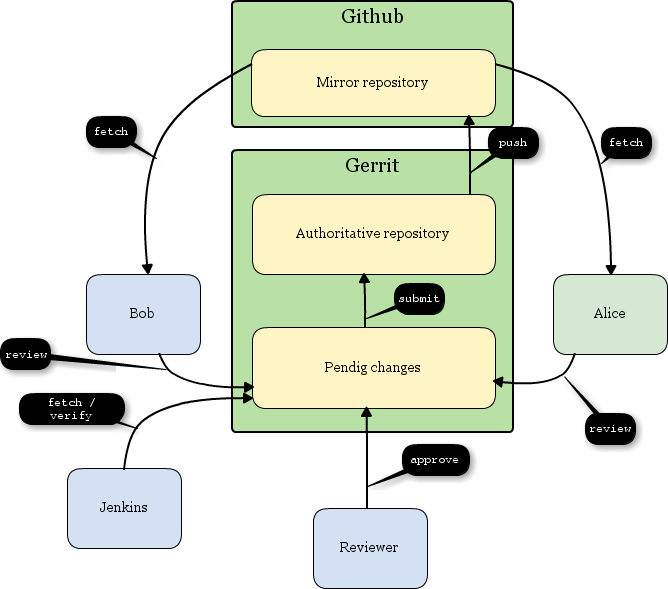 Github
Mirror repository
fetch
push
fetch
Gerrit
Authoritative repository
submit
Bob
Alice
review
Pendig changes
fetch /
verify
review
approve
Jenkins
Reviewer